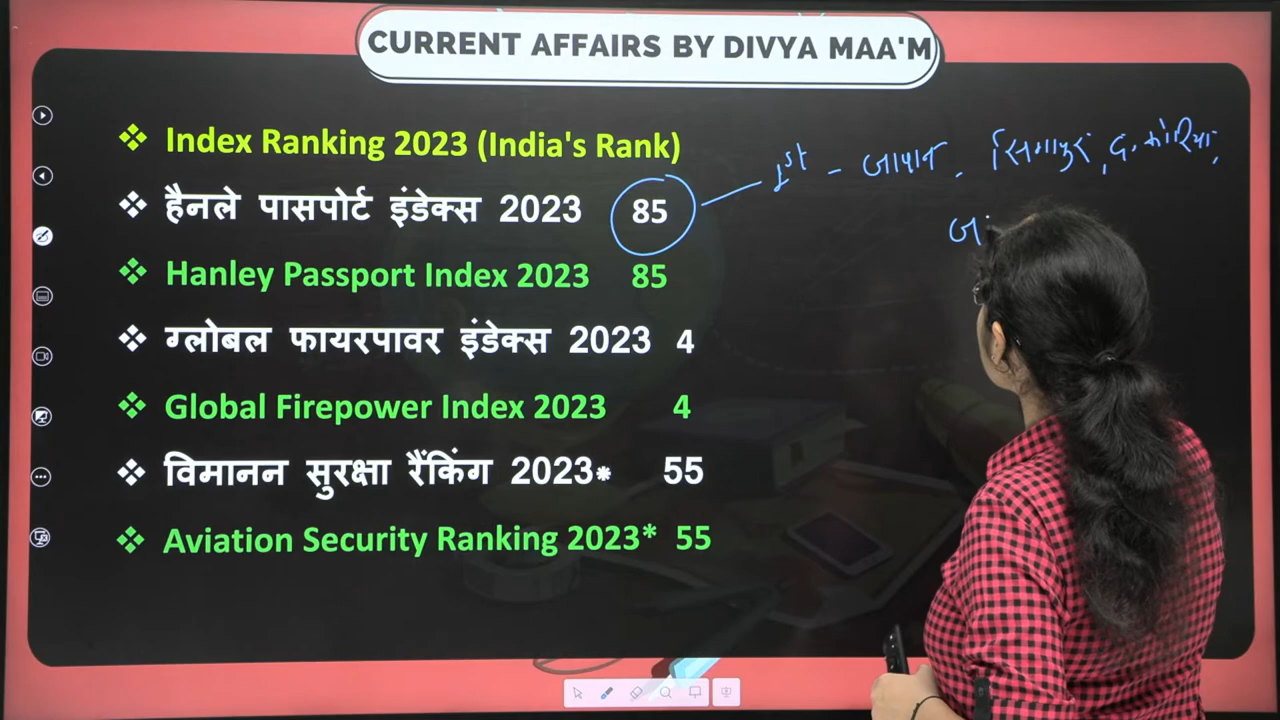 CURRENT AFFAIRS BY DIVYA MAA'M
❖ Index Ranking 2023 (India's Rank)
❖ हैनले पासपोर्ट इंडेक्स 2023 85
1st - जापान, सिंगापुर, द. कोरिया,
❖ Hanley Passport Index 2023 85
❖ ग्लोबल फायरपावर इंडेक्स 2023 4
❖ Global Firepower Index 2023 4
❖ विमानन सुरक्षा रैंकिंग 2023* 55
❖ Aviation Security Ranking 2023* 55